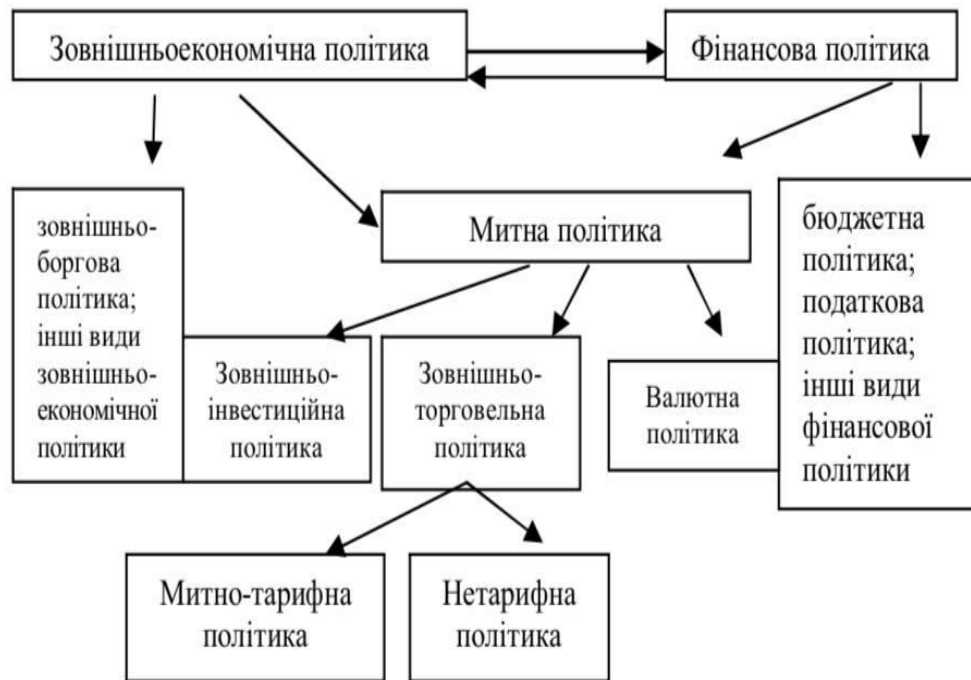 Зовнішньоекономічна політика
Фінансова політика
Митна політика
зовнішньо-
боргова
політика;
інші види
зовнішньо-
економічної
політики
Зовнішньо-
інвестиційна
політика
Зовнішньо-
торговельна
політика
Валютна
політика
бюджетна
політика;
податкова
політика;
інші види
фінансової
політики
Митно-тарифна
політика
Нетарифна
політика